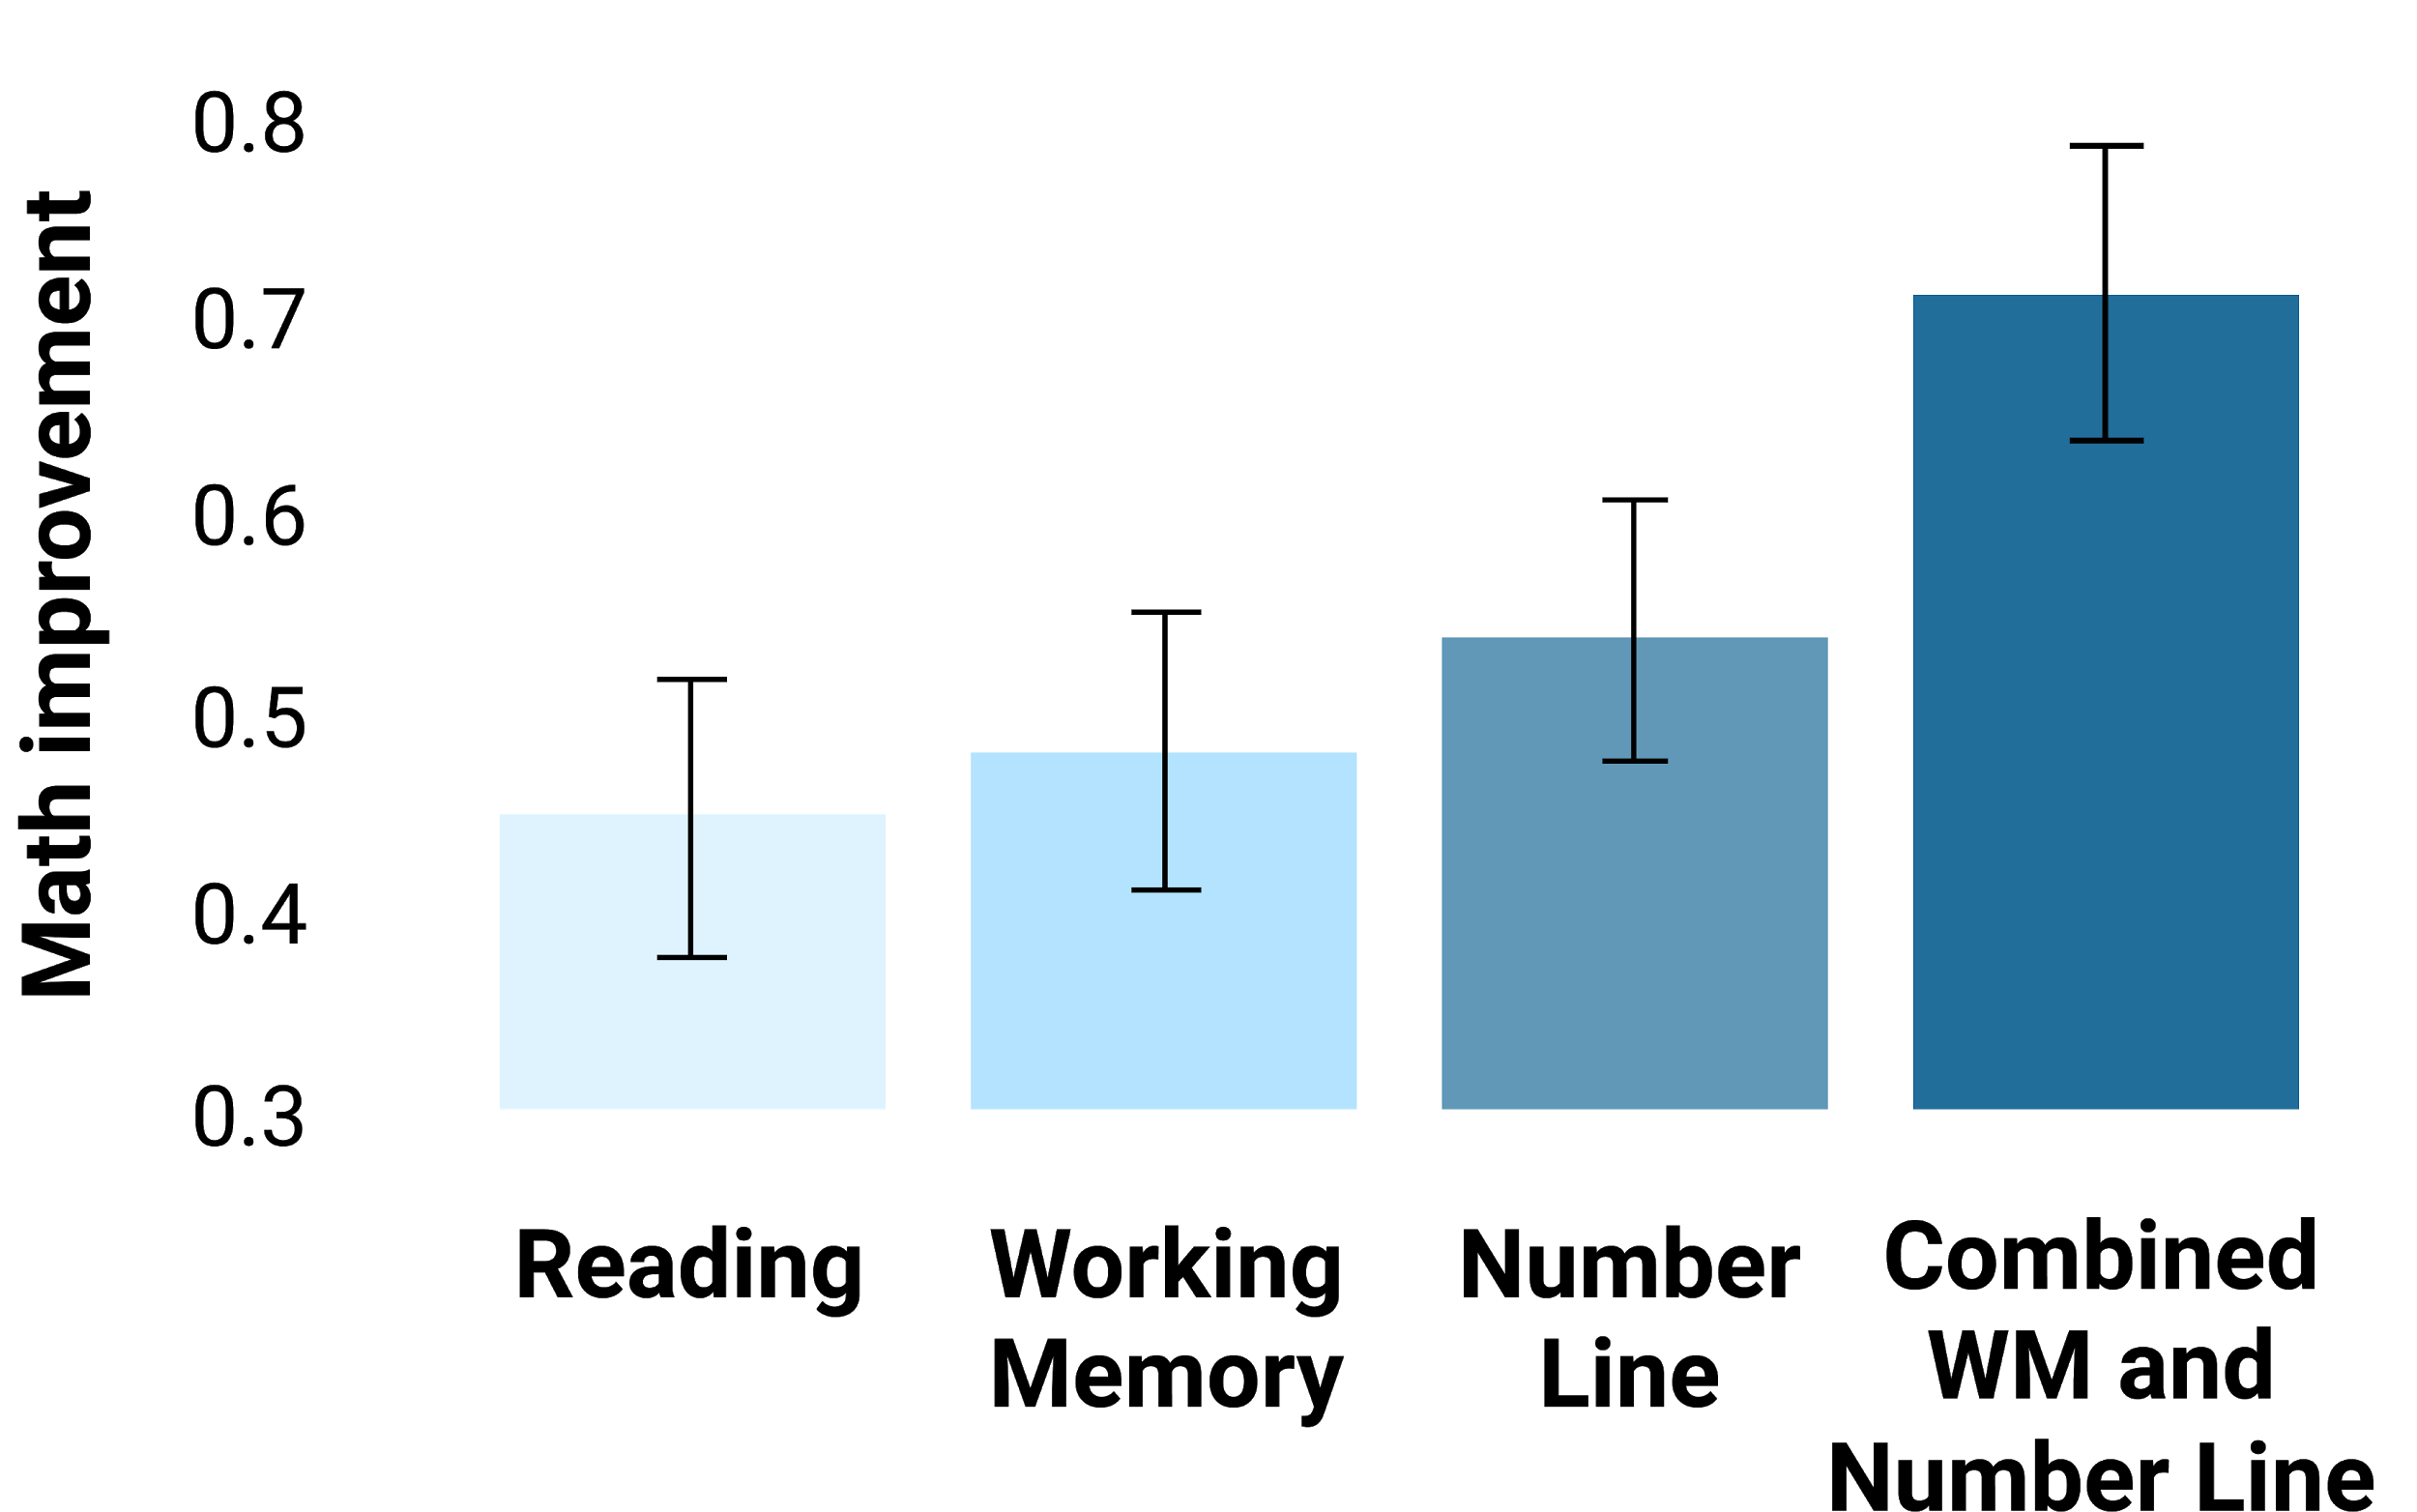 Math improvement
0.8
0.7
0.6
0.5
0.4
0.3
Reading
Working
Memory
Number
Line
Combined
WM and
Number Line